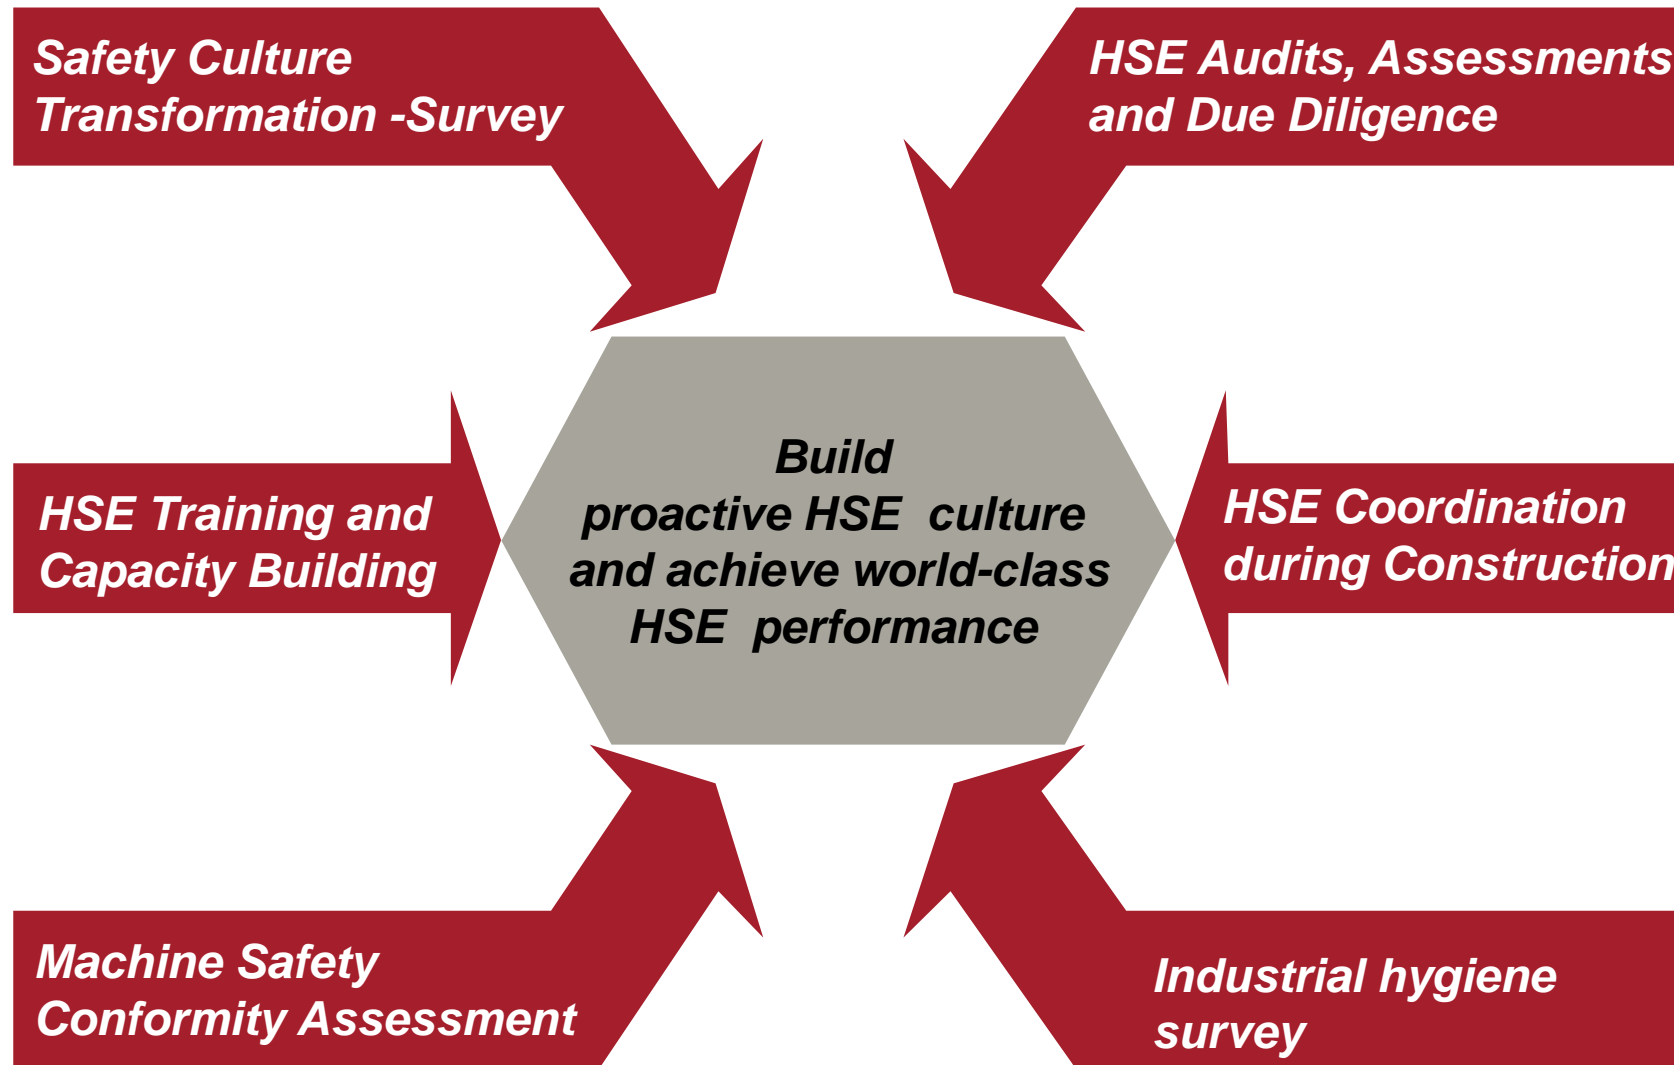 Safety Culture
Transformation -Survey
HSE Audits, Assessments
and Due Diligence
HSE Training and
Capacity Building
Build
proactive HSE  culture
and achieve world-class
HSE  performance
HSE Coordination
during Construction
Machine Safety
Conformity Assessment
Industrial hygiene
survey